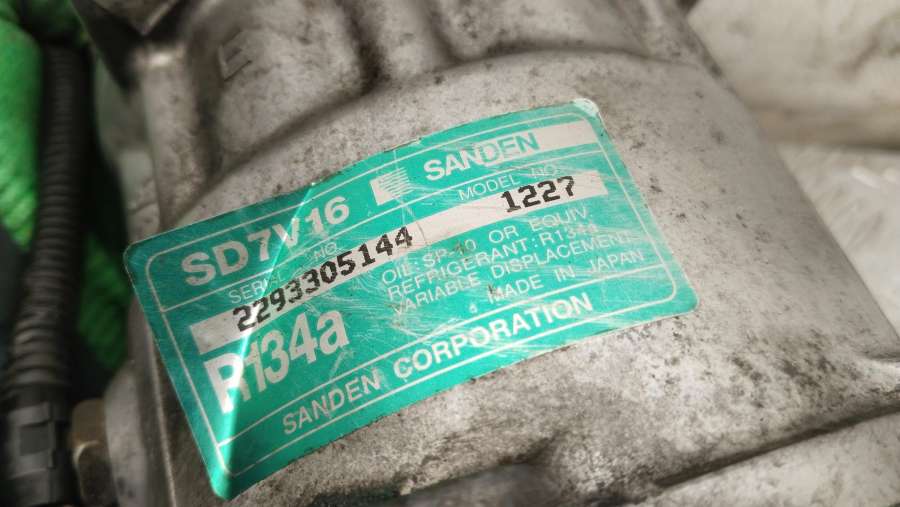 SD7V16 SANDEN
SERIAL NO. MODEL NO.
2293305144 1227
OIL: SP-10 OR EQUIV.
REFRIGERANT: R134a
VARIABLE DISPLACEMENT
MADE IN JAPAN
R134a
SANDEN CORPORATION